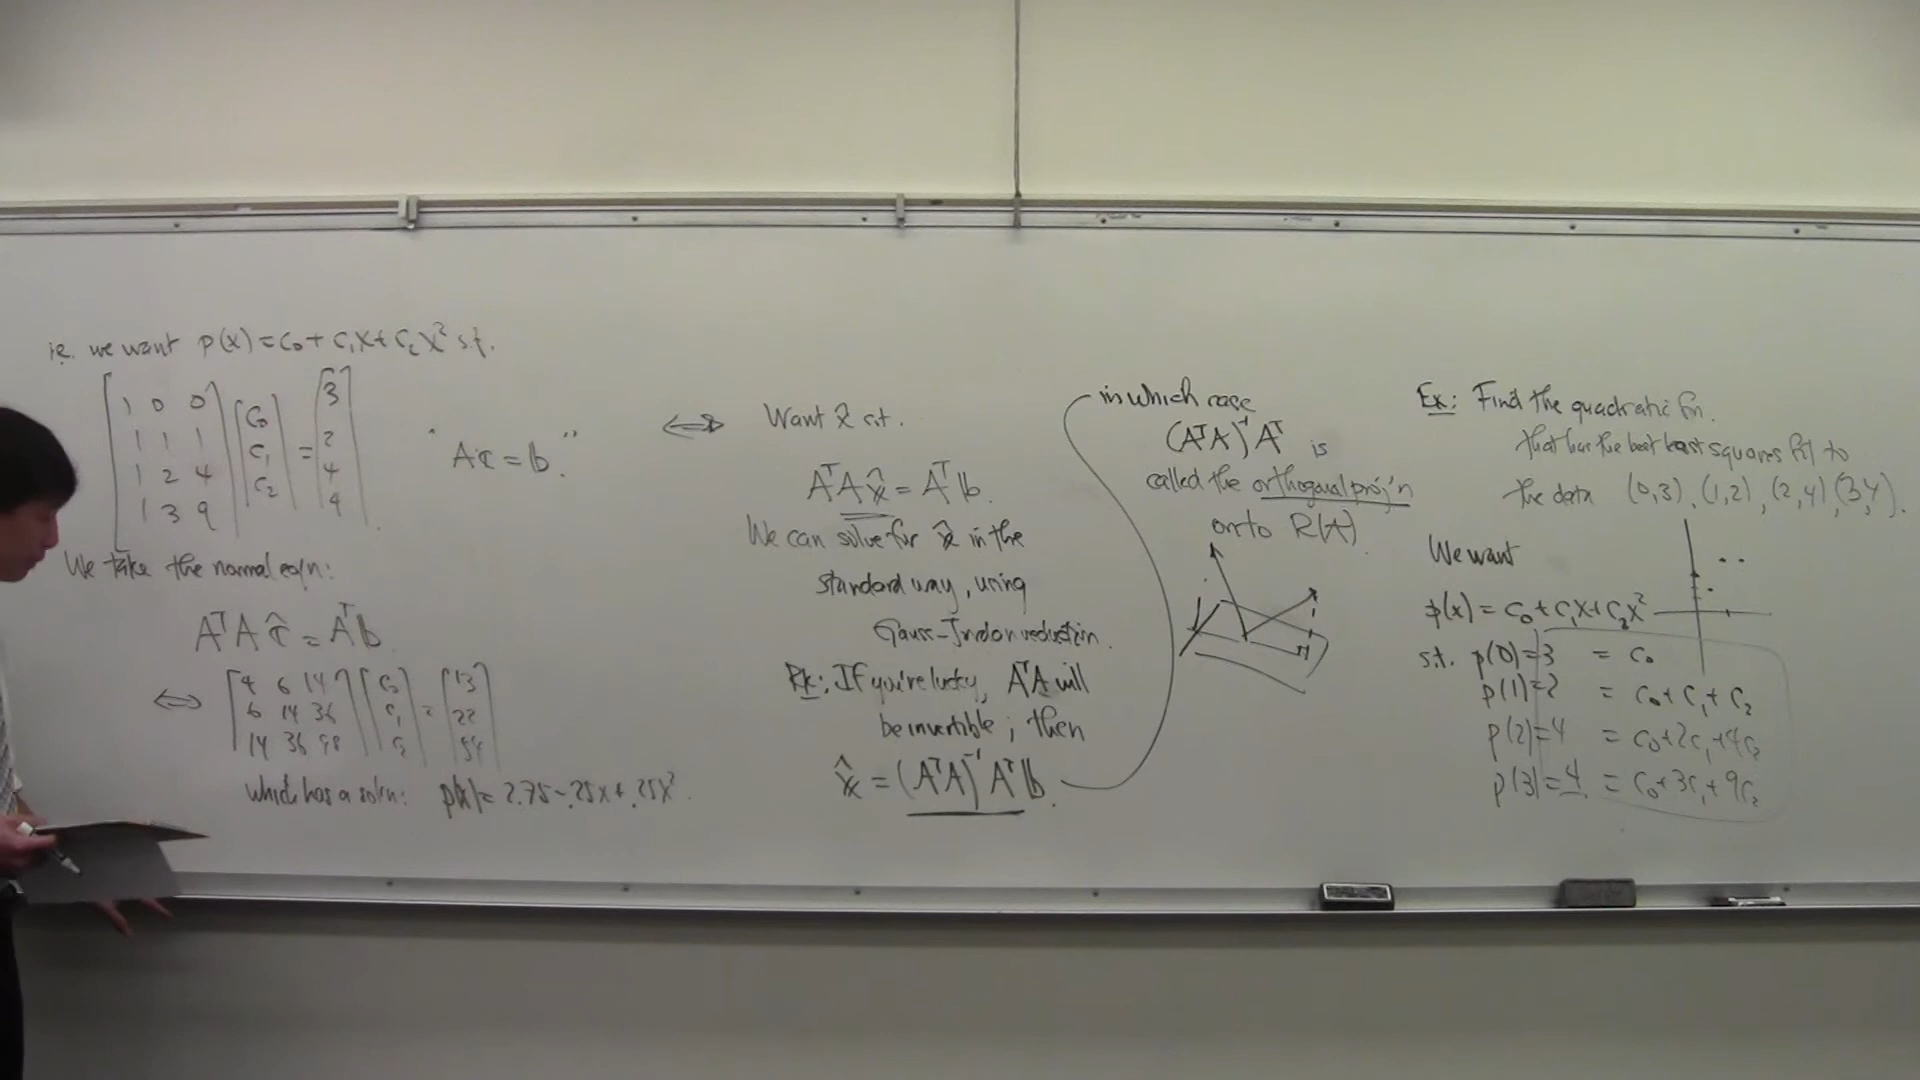 i.e. we want p(x) = c₀ + c₁x + c₂x² s.t.
[1 0 0; 1 1 1; 1 2 4; 1 3 9] [c₀; c₁; c₂] = [3; 2; 4; 4]
"Ac = b."
We take the normal eq'n:
AᵀA ĉ = Aᵀb
⟺ [4 6 14; 6 14 36; 14 36 98] [c₀; c₁; c₂] = [13; 22; 54]
which has a sol'n: p(x) = 2.75 - .25x + .25x².
⟺ Want x̂ s.t.
AᵀA x̂ = Aᵀb.
We can solve for x̂ in the
standard way, using
Gauss-Jordan reduction.
Rk: If you're lucky, AᵀA will
be invertible; then
x̂ = (AᵀA)⁻¹Aᵀb.
in which case
(AᵀA)⁻¹Aᵀ is
called the orthogonal proj'n
onto R(A).
Ex: Find the quadratic fn.
that has the best least squares fit to
the data (0,3), (1,2), (2,4), (3,4).
We want
p(x) = c₀ + c₁x + c₂x²
s.t. p(0) = 3 = c₀
p(1) = 2 = c₀ + c₁ + c₂
p(2) = 4 = c₀ + 2c₁ + 4c₂
p(3) = 4 = c₀ + 3c₁ + 9c₂